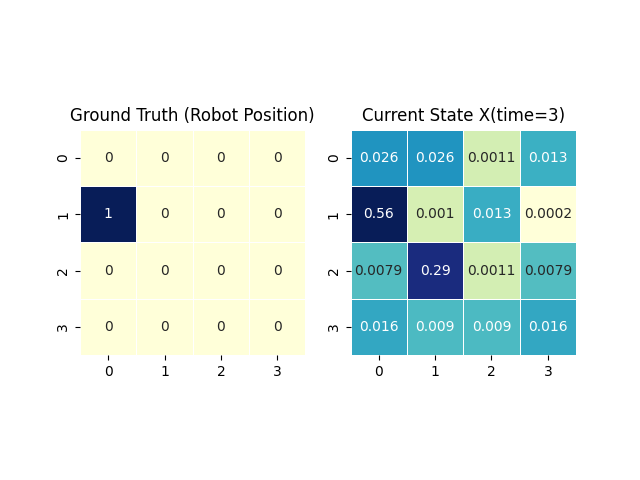 Ground Truth (Robot Position)
0 0 0 0 0
1 1 0 0 0
2 0 0 0 0
3 0 0 0 0
0 1 2 3
Current State X(time=3)
0 0.026 0.026 0.0011 0.013
1 0.56 0.001 0.013 0.0002
2 0.0079 0.29 0.0011 0.0079
3 0.016 0.009 0.009 0.016
0 1 2 3